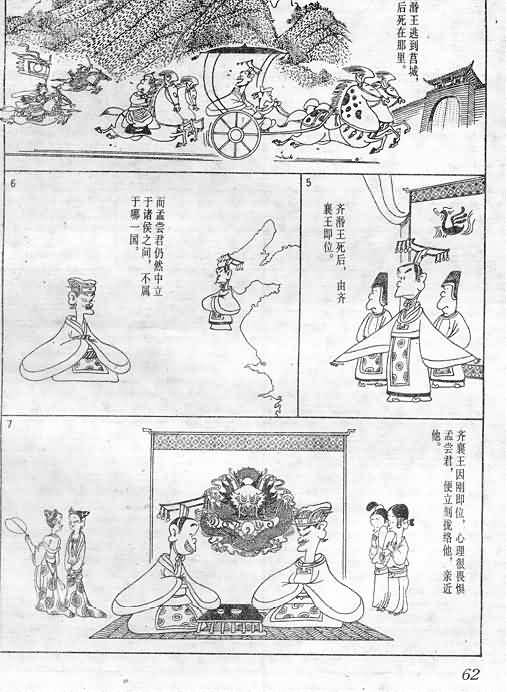 潸王逃到莒城,
后死在那里。
5
齐潸王死后，由齐
襄王即位。
6
而孟尝君仍然中立
于诸侯之间，不属
于哪一国。
7
齐襄王因刚即位，心理很畏惧
孟尝君，便立刻拢络他，亲近
他。
62